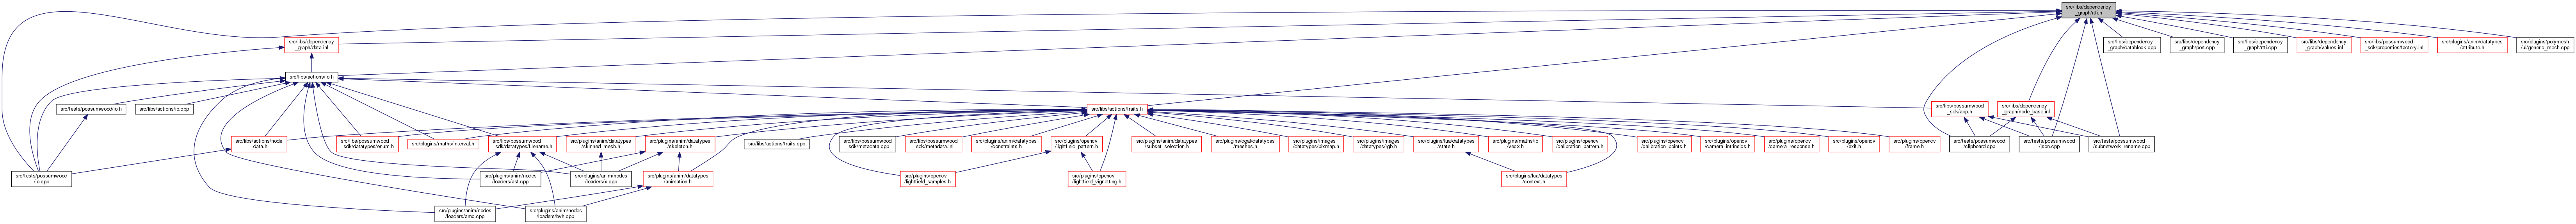 src/libs/dependency
_graph/rtti.h
src/libs/dependency
_graph/data.inl
src/libs/dependency
_graph/datablock.cpp
src/libs/dependency
_graph/port.cpp
src/libs/dependency
_graph/rtti.cpp
src/libs/dependency
_graph/values.inl
src/libs/possumwood
_sdk/properties/factory.inl
src/plugins/anim/datatypes
/attribute.h
src/plugins/polymesh
/ui/generic_mesh.cpp
src/libs/actions/io.h
src/tests/possumwood/io.h
src/libs/actions/io.cpp
src/libs/actions/traits.h
src/libs/possumwood
_sdk/app.h
src/libs/dependency
_graph/node_base.inl
src/libs/actions/node
_data.h
src/libs/possumwood
_sdk/datatypes/enum.h
src/plugins/maths/interval.h
src/libs/possumwood
_sdk/datatypes/filename.h
src/plugins/anim/datatypes
/skinned_mesh.h
src/plugins/anim/datatypes
/skeleton.h
src/libs/actions/traits.cpp
src/libs/possumwood
_sdk/metadata.cpp
src/libs/possumwood
_sdk/metadata.inl
src/plugins/anim/datatypes
/constraints.h
src/plugins/opencv
/lightfield_pattern.h
src/plugins/anim/datatypes
/subset_selection.h
src/plugins/cgal/datatypes
/meshes.h
src/plugins/images
/datatypes/pixmap.h
src/plugins/images
/datatypes/rgb.h
src/plugins/lua/datatypes
/state.h
src/plugins/maths/io
/vec3.h
src/plugins/opencv
/calibration_pattern.h
src/plugins/opencv
/calibration_points.h
src/plugins/opencv
/camera_intrinsics.h
src/plugins/opencv
/camera_response.h
src/plugins/opencv
/exif.h
src/plugins/opencv
/frame.h
src/tests/possumwood
/clipboard.cpp
src/tests/possumwood
/json.cpp
src/tests/possumwood
/subnetwork_rename.cpp
src/tests/possumwood
/io.cpp
src/plugins/anim/nodes
/loaders/asf.cpp
src/plugins/anim/nodes
/loaders/x.cpp
src/plugins/anim/datatypes
/animation.h
src/plugins/opencv
/lightfield_samples.h
src/plugins/opencv
/lightfield_vignetting.h
src/plugins/lua/datatypes
/context.h
src/plugins/anim/nodes
/loaders/amc.cpp
src/plugins/anim/nodes
/loaders/bvh.cpp